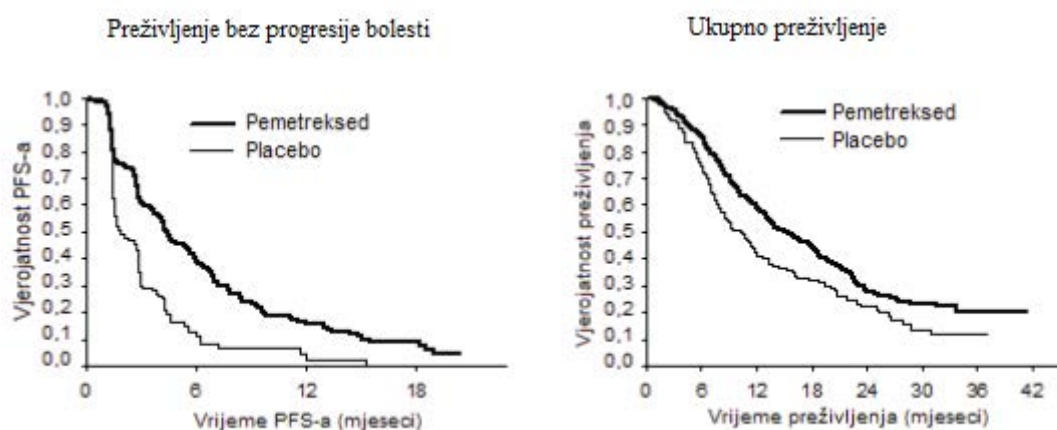 Preživljenje bez progresije bolesti
Vjerojatnost PFS-a
1,0
0,9
0,8
0,7
0,6
0,5
0,4
0,3
0,2
0,1
0,0
Pemetreksed
Placebo
0 6 12 18
Vrijeme PFS-a (mjeseci)
Ukupno preživljenje
Vjerojatnost preživljenja
1,0
0,9
0,8
0,7
0,6
0,5
0,4
0,3
0,2
0,1
0,0
Pemetreksed
Placebo
0 6 12 18 24 30 36 42
Vrijeme preživljenja (mjeseci)